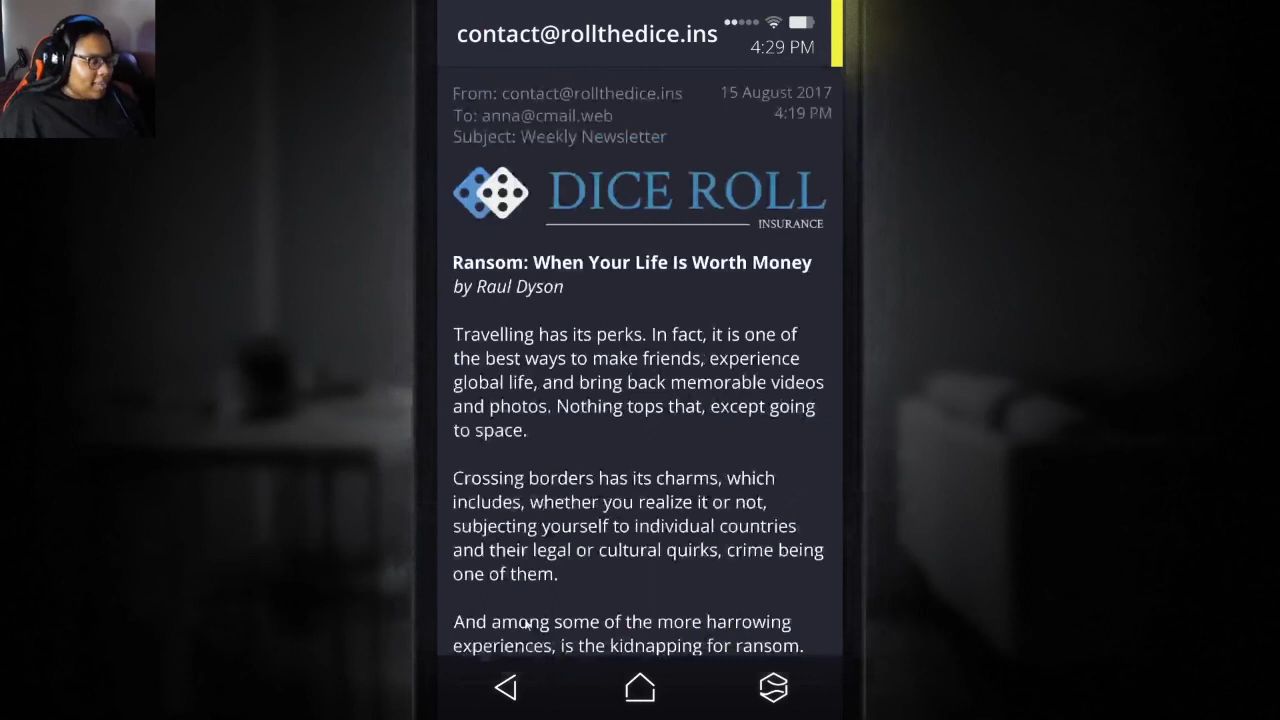 contact@rollthedice.ins
4:29 PM
From: contact@rollthedice.ins
15 August 2017
To: anna@cmail.web
4:19 PM
Subject: Weekly Newsletter
DICE ROLL
INSURANCE
Ransom: When Your Life Is Worth Money
by Raul Dyson
Travelling has its perks. In fact, it is one of
the best ways to make friends, experience
global life, and bring back memorable videos
and photos. Nothing tops that, except going
to space.
Crossing borders has its charms, which
includes, whether you realize it or not,
subjecting yourself to individual countries
and their legal or cultural quirks, crime being
one of them.
And among some of the more harrowing
experiences, is the kidnapping for ransom.